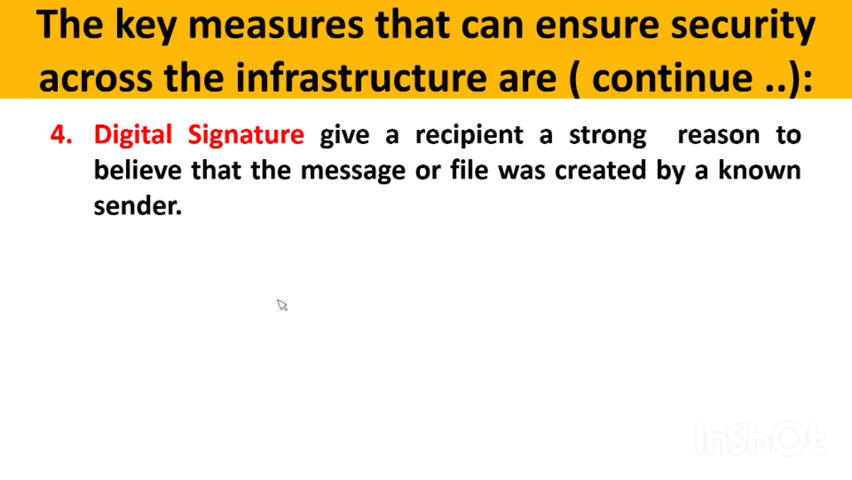 The key measures that can ensure security
across the infrastructure are ( continue ..):
4. Digital Signature give a recipient a strong reason to
believe that the message or file was created by a known
sender.
InShOt